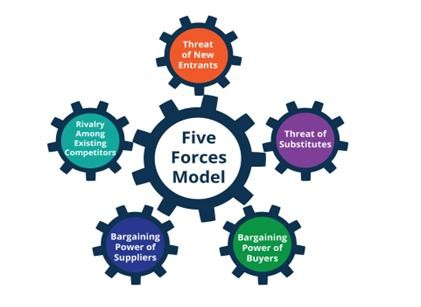 Threat
of New
Entrants
Rivalry
Among
Existing
Competitors
Five
Forces
Model
Threat of
Substitutes
Bargaining
Power of
Suppliers
Bargaining
Power of
Buyers